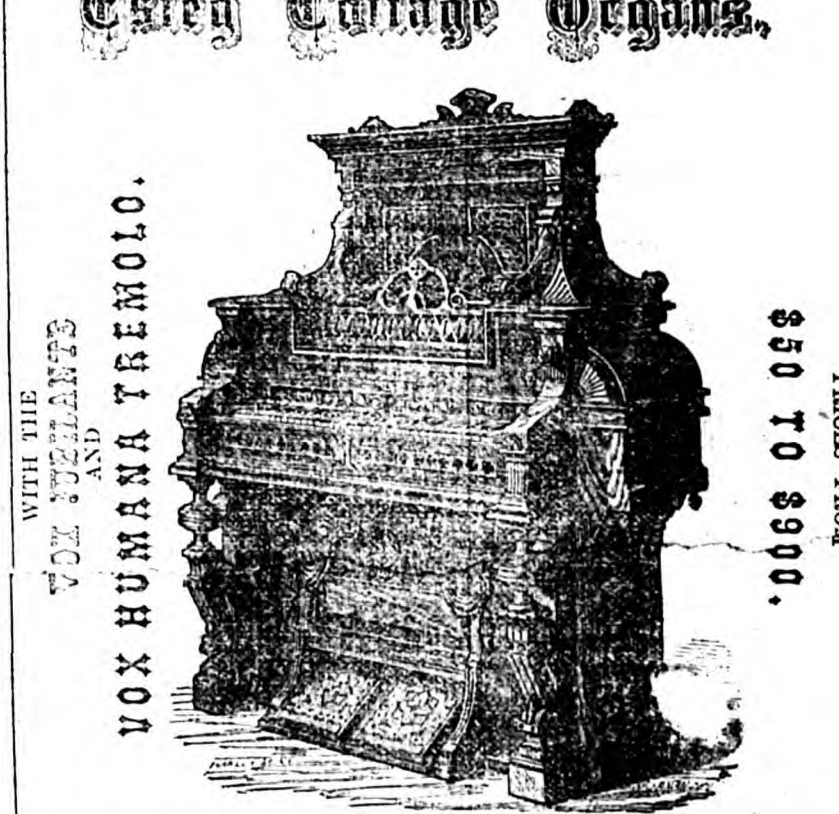 Estey Cottage Organs,
WITH THE
VOX JUBILANTE
AND
VOX HUMANA TREMOLO.
$50 TO $900.